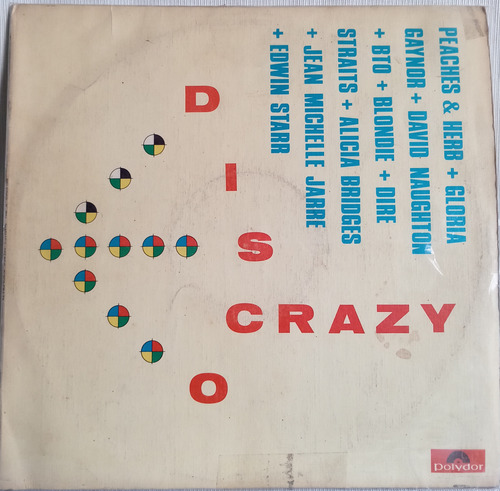 PEACHES & HERB + GLORIA
GAYNOR + DAVID NAUGHTON
+ BTO + BLONDIE + DIRE
STRAITS + ALICIA BRIDGES
+ JEAN MICHELLE JARRE
+ EDWIN STARR
DISCO
CRAZY
Polydor